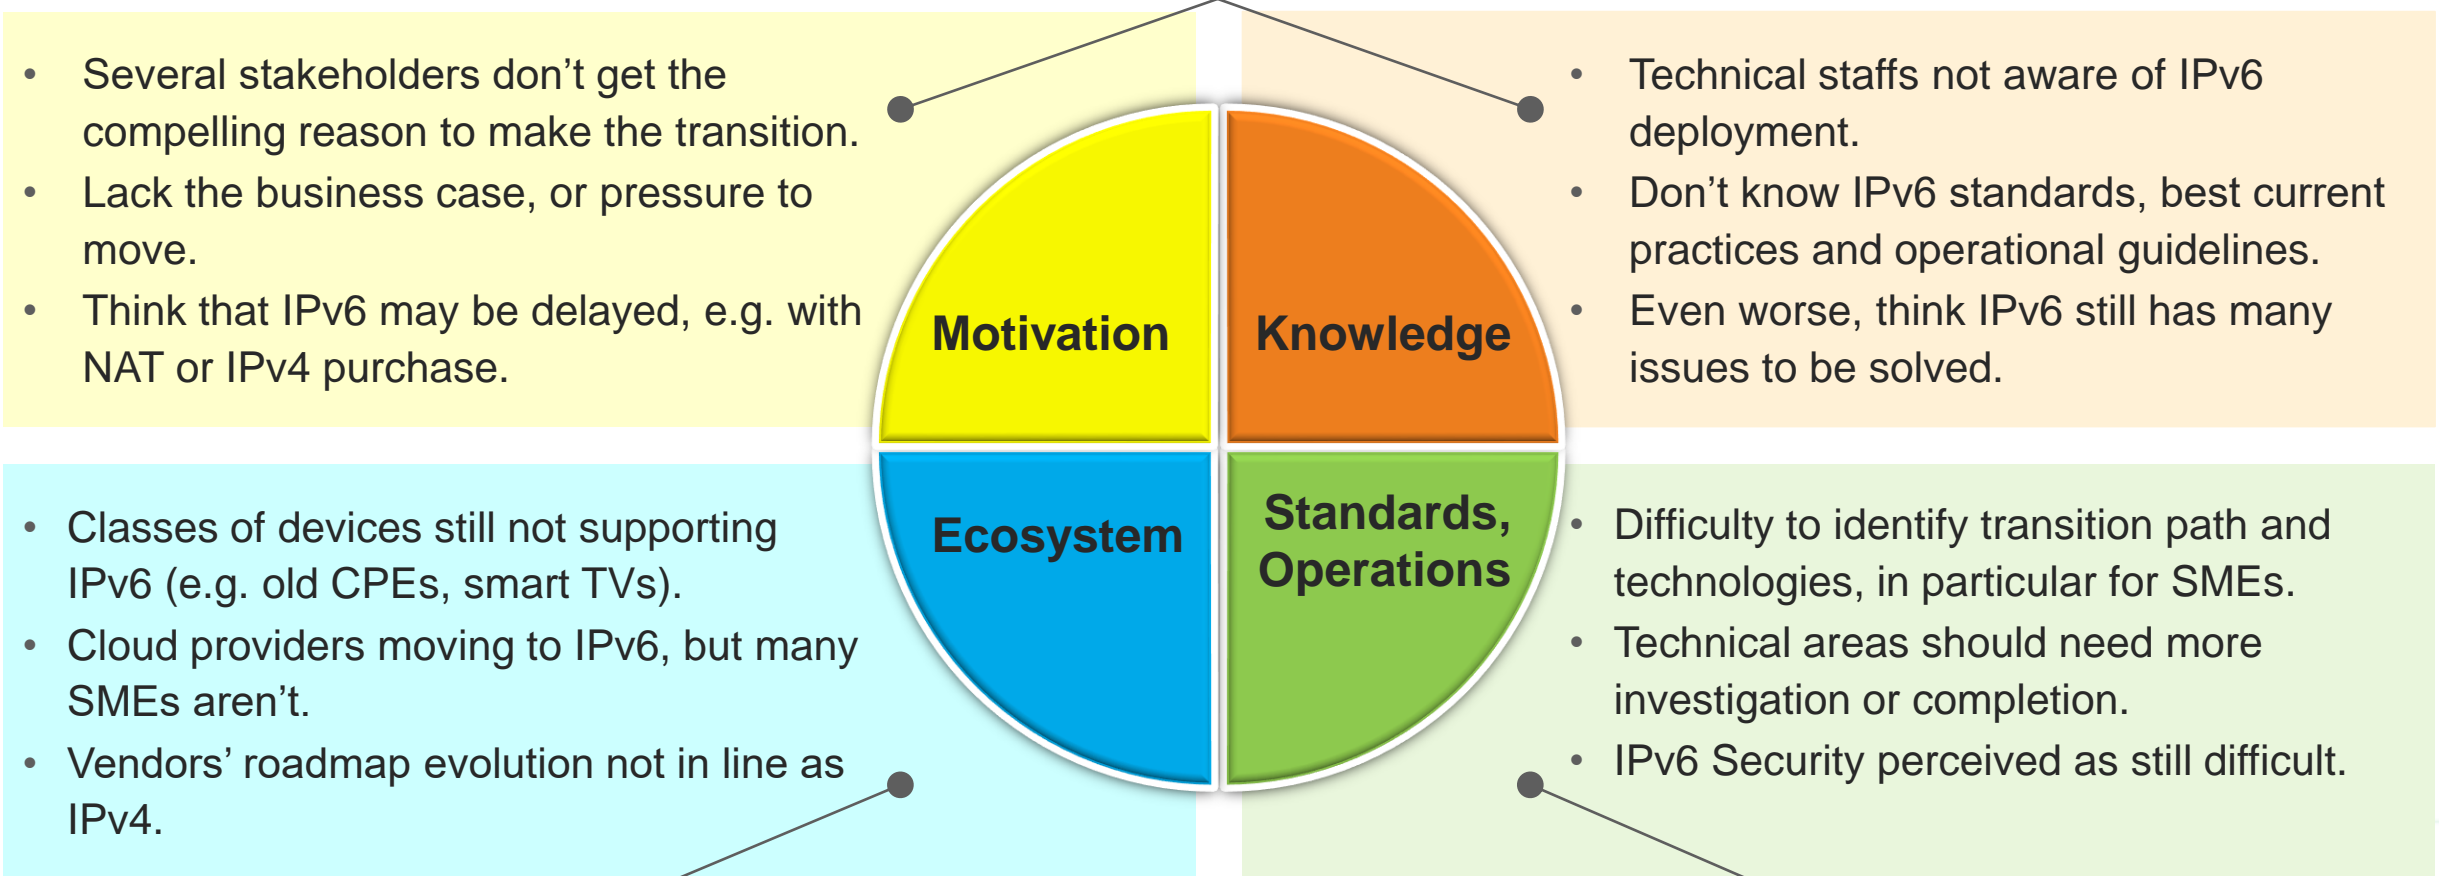 • Several stakeholders don’t get the
compelling reason to make the transition.
• Lack the business case, or pressure to
move.
• Think that IPv6 may be delayed, e.g. with
NAT or IPv4 purchase.
• Technical staffs not aware of IPv6
deployment.
• Don’t know IPv6 standards, best current
practices and operational guidelines.
• Even worse, think IPv6 still has many
issues to be solved.
Motivation
Knowledge
Ecosystem
Standards,
Operations
• Classes of devices still not supporting
IPv6 (e.g. old CPEs, smart TVs).
• Cloud providers moving to IPv6, but many
SMEs aren’t.
• Vendors’ roadmap evolution not in line as
IPv4.
• Difficulty to identify transition path and
technologies, in particular for SMEs.
• Technical areas should need more
investigation or completion.
• IPv6 Security perceived as still difficult.